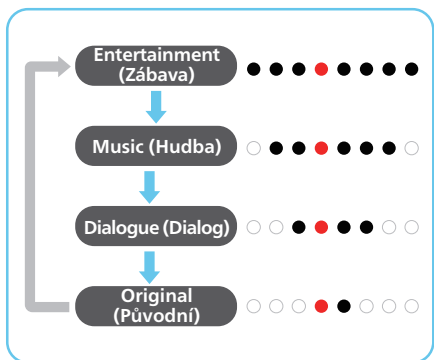 Entertainment
(Zábava)
Music (Hudba)
Dialogue (Dialog)
Original
(Původní)